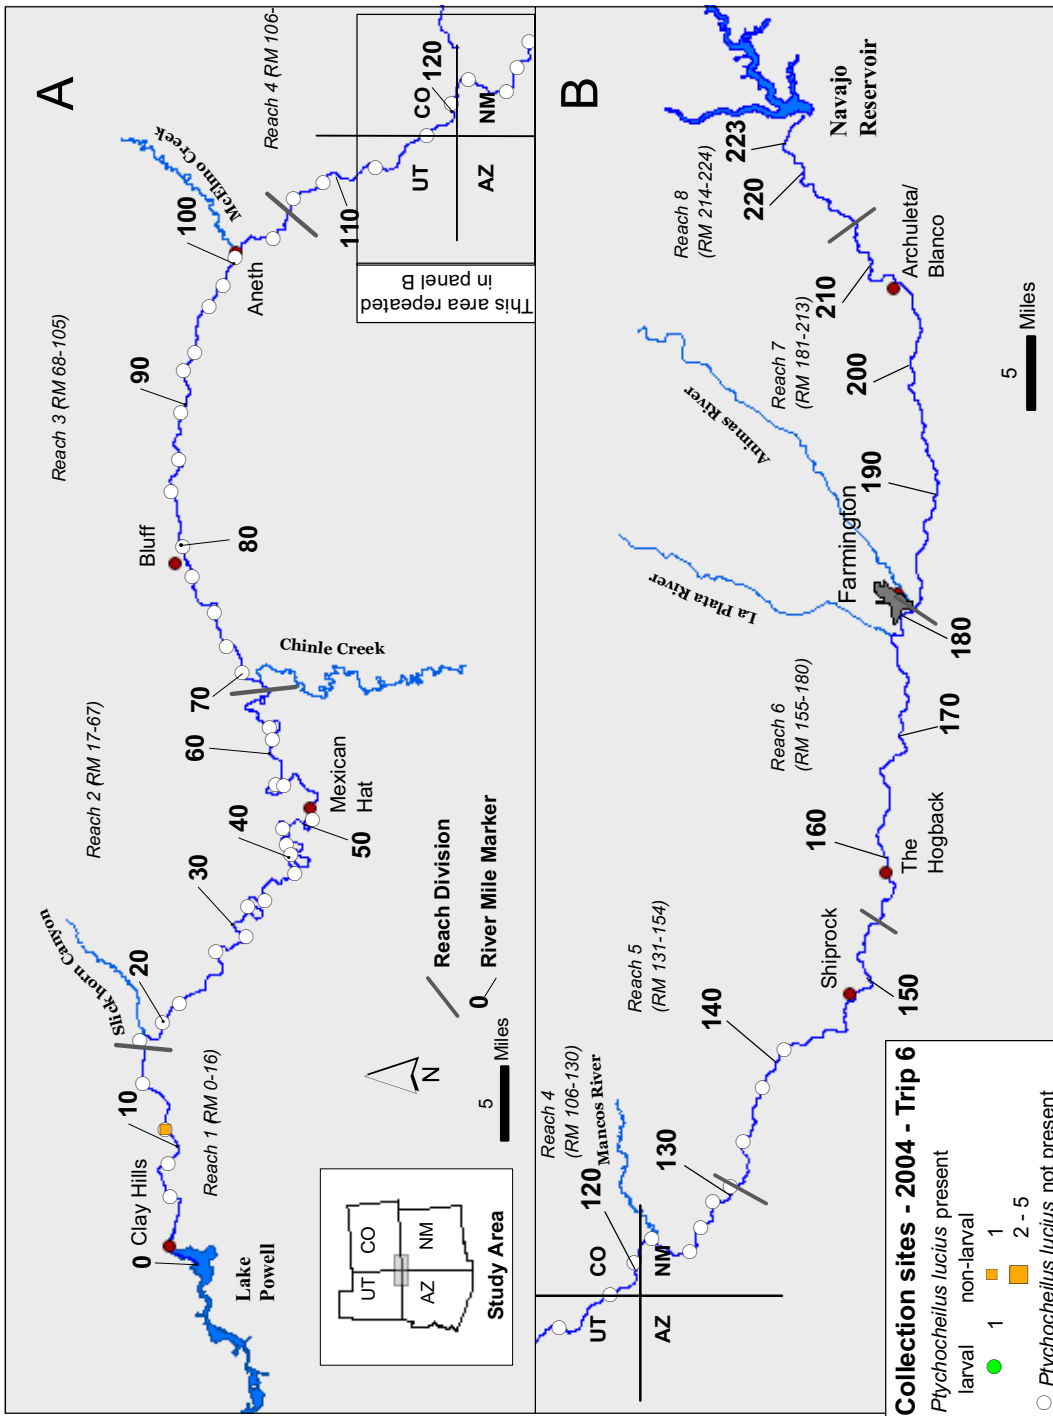 A
Slickhorn Canyon
McElmo Creek
Chinle Creek
Reach 1 (RM 0-16)
Reach 2 (RM 17-67)
Reach 3 (RM 68-105)
Reach 4 (RM 106-
Lake
Powell
Clay Hills
Mexican
Hat
Bluff
Aneth
0
10
20
30
40
50
60
70
80
90
100
110
120
UT
CO
AZ
NM
This area repeated
in panel B
Study Area
UT
CO
AZ
NM
N
5
Miles
Reach Division
0
River Mile Marker
B
Reach 4
(RM 106-130)
Mancos River
Reach 5
(RM 131-154)
Reach 6
(RM 155-180)
Reach 7
(RM 181-213)
Reach 8
(RM 214-224)
La Plata River
Animas River
Navajo
Reservoir
UT
CO
AZ
NM
Shiprock
The
Hogback
Farmington
Archuleta/
Blanco
120
130
140
150
160
170
180
190
200
210
220
223
5
Miles
Collection sites - 2004 - Trip 6
Ptychocheilus lucius present
larval non-larval
1 1
2 - 5
Ptychocheilus lucius not present